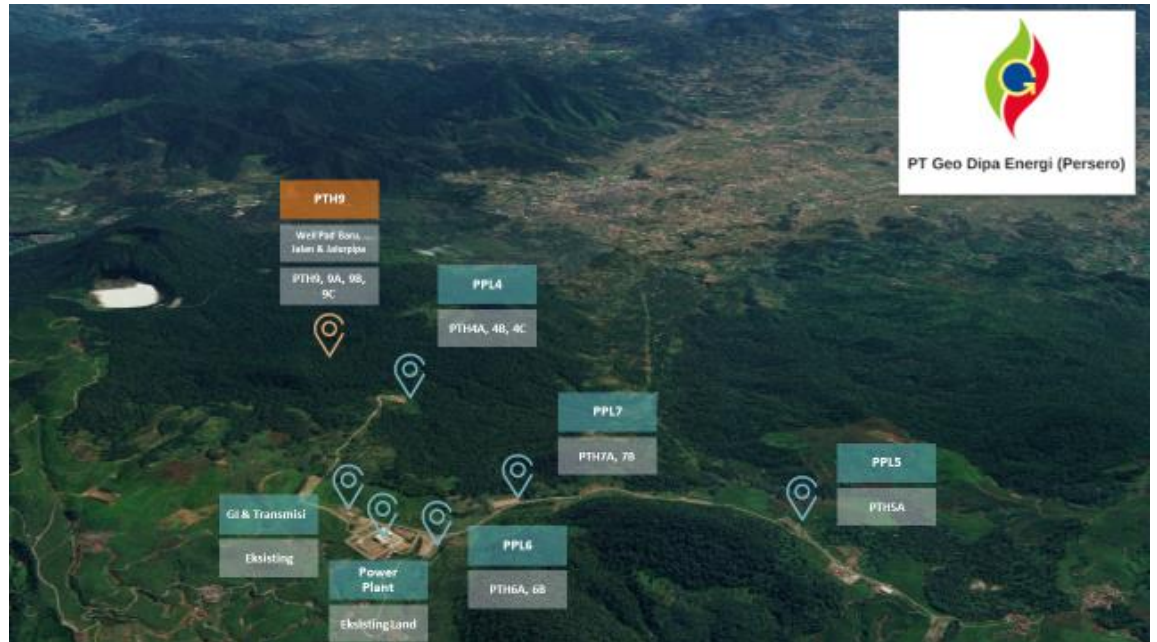 PT Geo Dipa Energi (Persero)
PTH9
Well Pad Baru,
Jalan & Jalurpipa
PTH9, 9A, 9B,
9C
PPL4
PTH4A, 4B, 4C
PPL7
PTH7A, 7B
PPL5
PTH5A
GI & Transmisi
Eksisting
PPL6
PTH6A, 6B
Power
Plant
Eksisting Land